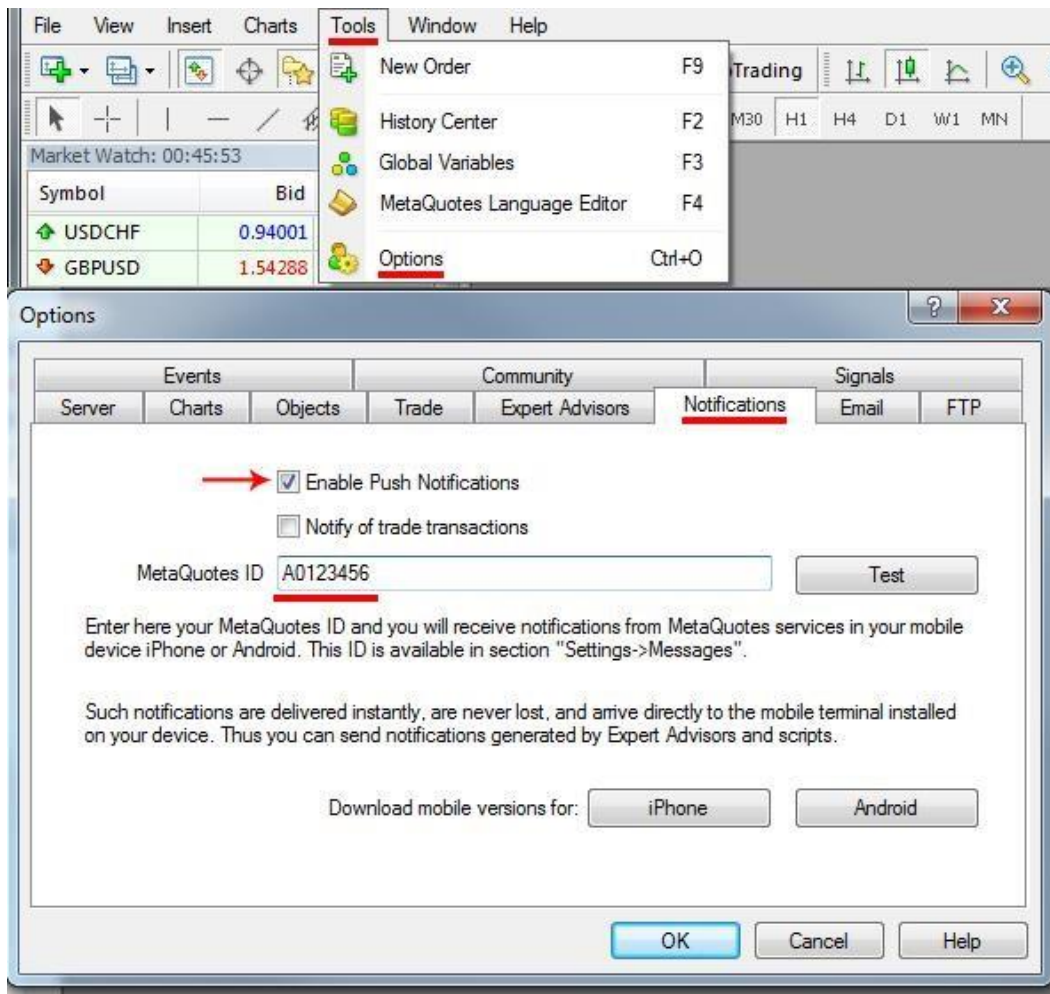 File View Insert Charts Tools Window Help
New Order F9
Trading
History Center F2
M30 H1 H4 D1 W1 MN
Market Watch: 00:45:53
Global Variables F3
Symbol Bid
MetaQuotes Language Editor F4
USDCHF 0.94001
Options Ctrl+O
GBPUSD 1.54288
Options
Events Community Signals
Server Charts Objects Trade Expert Advisors Notifications Email FTP
Enable Push Notifications
Notify of trade transactions
MetaQuotes ID A0123456 Test
Enter here your MetaQuotes ID and you will receive notifications from MetaQuotes services in your mobile
device iPhone or Android. This ID is available in section "Settings->Messages".
Such notifications are delivered instantly, are never lost, and arrive directly to the mobile terminal installed
on your device. Thus you can send notifications generated by Expert Advisors and scripts.
Download mobile versions for: iPhone Android
OK Cancel Help